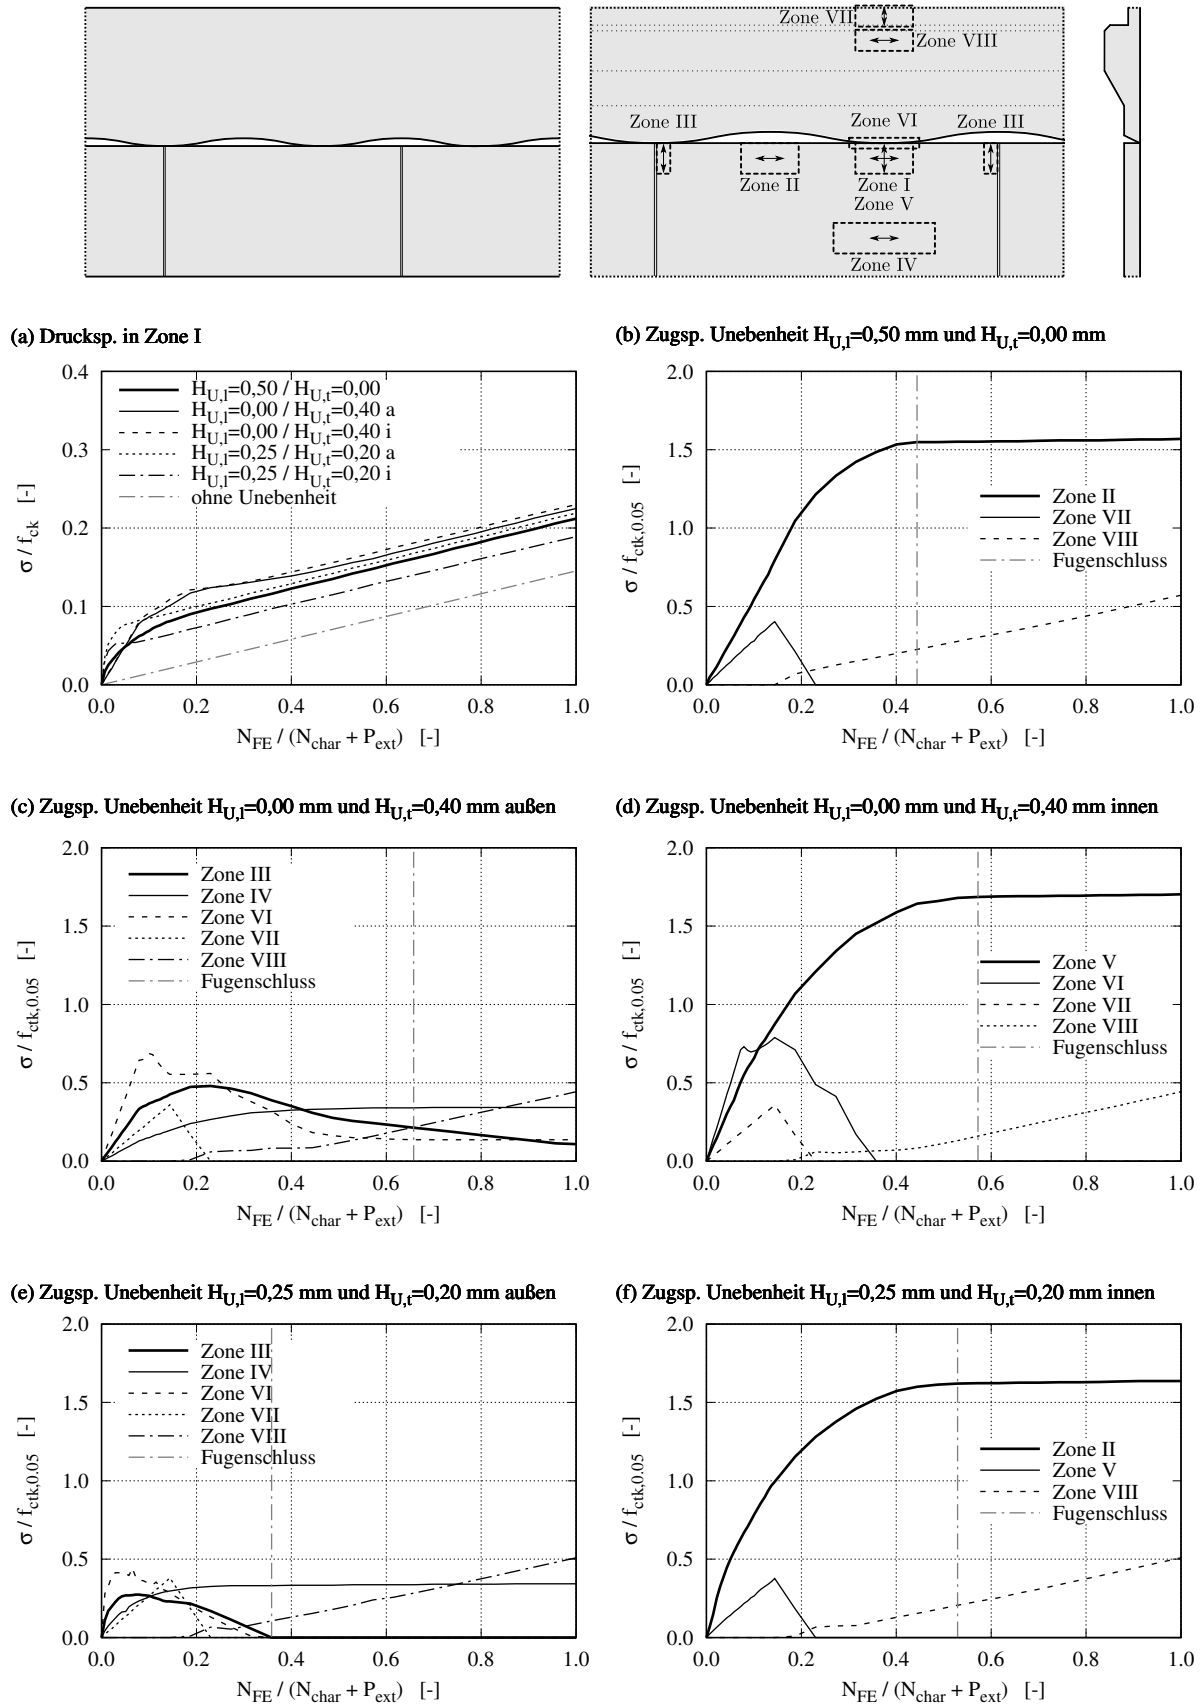 Zone VII
Zone VIII
Zone III
Zone VI
Zone III
Zone II
Zone I
Zone V
Zone IV
(a) Drucksp. in Zone I
0.4
0.3
0.2
0.1
0.0
σ / f_ck [-]
H_U,l=0,50 / H_U,t=0,00
H_U,l=0,00 / H_U,t=0,40 a
H_U,l=0,00 / H_U,t=0,40 i
H_U,l=0,25 / H_U,t=0,20 a
H_U,l=0,25 / H_U,t=0,20 i
ohne Unebenheit
0.0 0.2 0.4 0.6 0.8 1.0
N_FE / (N_char + P_ext) [-]
(b) Zugsp. Unebenheit H_U,l=0,50 mm und H_U,t=0,00 mm
2.0
1.5
1.0
0.5
0.0
σ / f_ctk,0.05 [-]
Zone II
Zone VII
Zone VIII
Fugenschluss
0.0 0.2 0.4 0.6 0.8 1.0
N_FE / (N_char + P_ext) [-]
(c) Zugsp. Unebenheit H_U,l=0,00 mm und H_U,t=0,40 mm außen
2.0
1.5
1.0
0.5
0.0
σ / f_ctk,0.05 [-]
Zone III
Zone IV
Zone VI
Zone VII
Zone VIII
Fugenschluss
0.0 0.2 0.4 0.6 0.8 1.0
N_FE / (N_char + P_ext) [-]
(d) Zugsp. Unebenheit H_U,l=0,00 mm und H_U,t=0,40 mm innen
2.0
1.5
1.0
0.5
0.0
σ / f_ctk,0.05 [-]
Zone V
Zone VI
Zone VII
Zone VIII
Fugenschluss
0.0 0.2 0.4 0.6 0.8 1.0
N_FE / (N_char + P_ext) [-]
(e) Zugsp. Unebenheit H_U,l=0,25 mm und H_U,t=0,20 mm außen
2.0
1.5
1.0
0.5
0.0
σ / f_ctk,0.05 [-]
Zone III
Zone IV
Zone VI
Zone VII
Zone VIII
Fugenschluss
0.0 0.2 0.4 0.6 0.8 1.0
N_FE / (N_char + P_ext) [-]
(f) Zugsp. Unebenheit H_U,l=0,25 mm und H_U,t=0,20 mm innen
2.0
1.5
1.0
0.5
0.0
σ / f_ctk,0.05 [-]
Zone II
Zone V
Zone VIII
Fugenschluss
0.0 0.2 0.4 0.6 0.8 1.0
N_FE / (N_char + P_ext) [-]